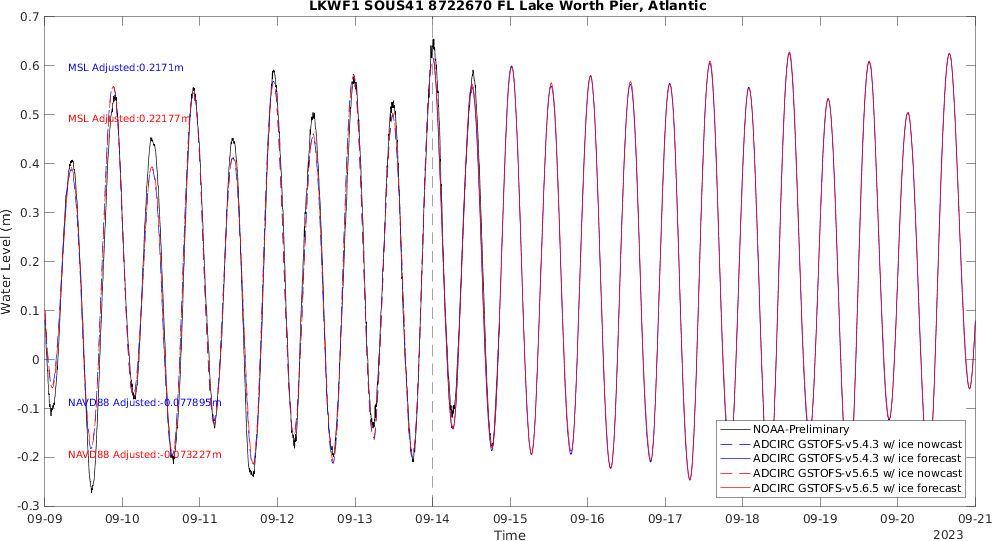 LKWF1 SOUS41 8722670 FL Lake Worth Pier, Atlantic
0.7
0.6
0.5
0.4
0.3
0.2
0.1
0
-0.1
-0.2
-0.3
Water Level (m)
MSL Adjusted:0.2171m
MSL Adjusted:0.22177m
NAVD88 Adjusted:-0.077895m
NAVD88 Adjusted:-0.073227m
NOAA-Preliminary
ADCIRC GSTOFS-v5.4.3 w/ ice nowcast
ADCIRC GSTOFS-v5.4.3 w/ ice forecast
ADCIRC GSTOFS-v5.6.5 w/ ice nowcast
ADCIRC GSTOFS-v5.6.5 w/ ice forecast
09-09 09-10 09-11 09-12 09-13 09-14 09-15 09-16 09-17 09-18 09-19 09-20 09-21
Time
2023